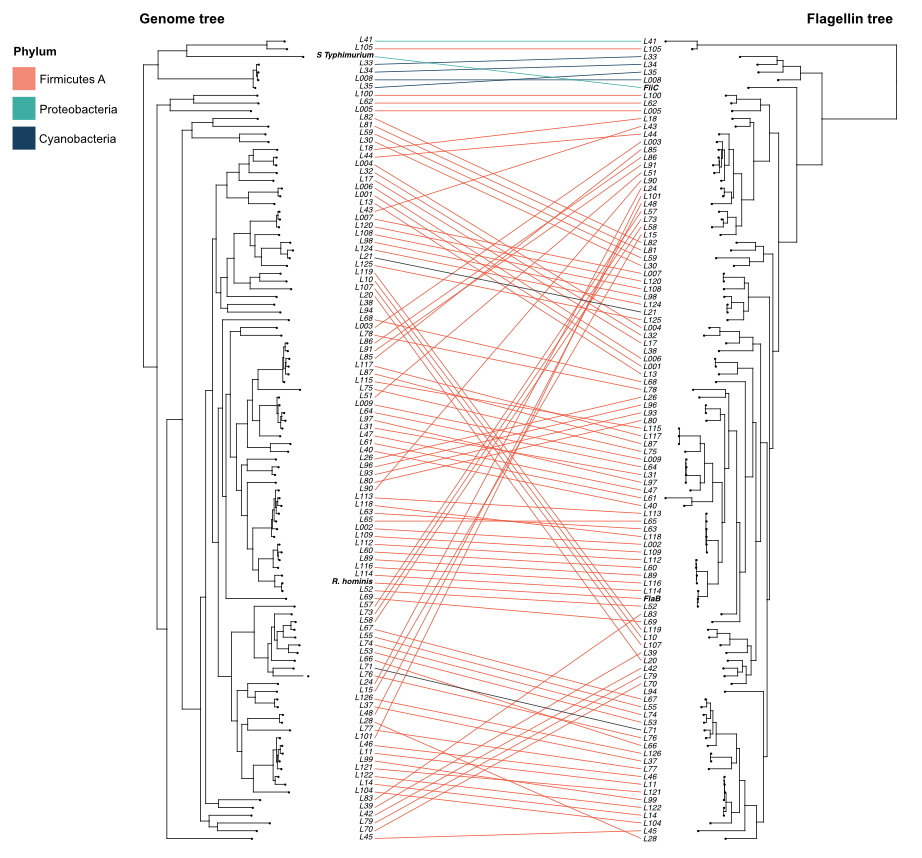 Genome tree
Flagellin tree
Phylum
Firmicutes A
Proteobacteria
Cyanobacteria
L41
L105
S Typhimurium
L33
L34
L008
L35
L100
L62
L005
L82
L81
L59
L30
L18
L44
L004
L32
L17
L006
L001
L13
L43
L007
L120
L108
L98
L124
L21
L125
L119
L10
L107
L20
L38
L94
L68
L003
L78
L86
L91
L85
L117
L87
L115
L75
L51
L009
L64
L97
L31
L47
L61
L40
L26
L96
L93
L80
L90
L113
L118
L63
L65
L002
L109
L112
L60
L89
L116
L114
R. hominis
L52
L69
L57
L73
L58
L67
L55
L74
L53
L66
L71
L76
L24
L15
L126
L37
L48
L28
L77
L101
L46
L11
L99
L121
L122
L14
L104
L83
L39
L42
L79
L70
L45
L41
L105
L33
L34
L35
L008
FliC
L100
L62
L005
L18
L43
L44
L003
L85
L86
L91
L51
L90
L24
L101
L48
L57
L73
L58
L15
L82
L81
L59
L30
L007
L120
L108
L98
L124
L21
L125
L004
L32
L17
L38
L006
L001
L13
L68
L78
L26
L96
L93
L80
L115
L117
L87
L75
L009
L64
L31
L97
L47
L61
L40
L113
L65
L63
L118
L002
L109
L112
L60
L89
L116
L114
FlaB
L52
L83
L69
L119
L10
L107
L39
L20
L42
L79
L70
L94
L67
L55
L74
L53
L71
L76
L66
L126
L37
L77
L46
L11
L121
L99
L122
L14
L104
L45
L28